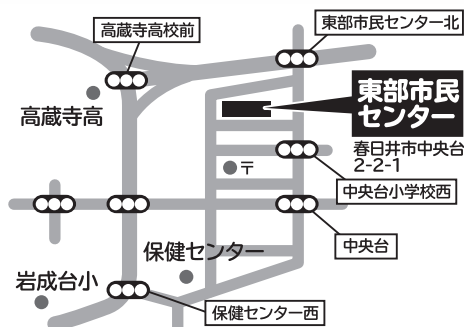 東部市民センター北
高蔵寺高校前
東部市民
センター
高蔵寺高
春日井市中央台
2-2-1
〒
中央台小学校西
中央台
保健センター
岩成台小
保健センター西